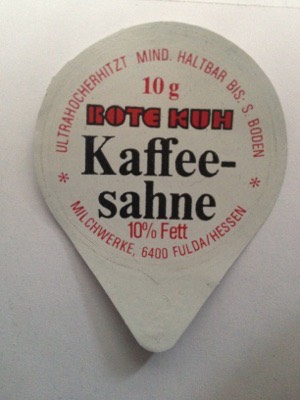 * ULTRAHOCHERHITZT MIND. HALTBAR BIS: S. BODEN *
10 g
ROTE KUH
Kaffee-
sahne
10% Fett
MILCHWERKE, 6400 FULDA/HESSEN